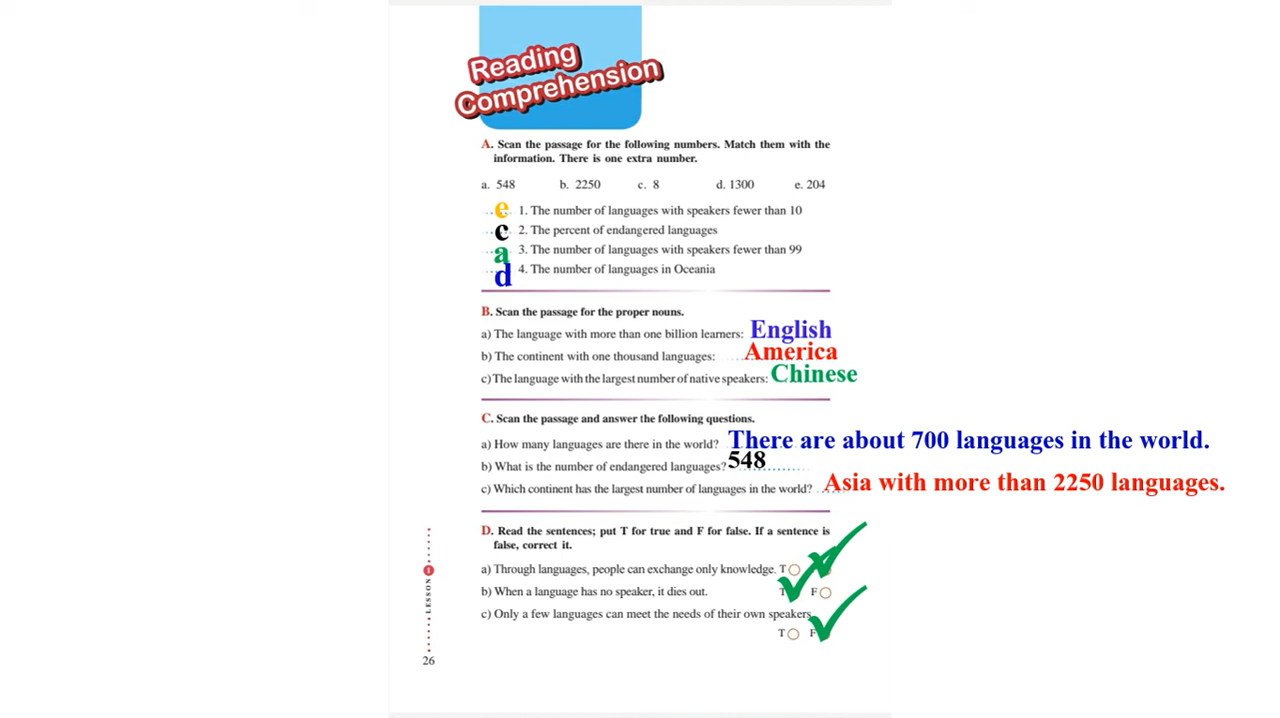 Reading
Comprehension
A. Scan the passage for the following numbers. Match them with the
information. There is one extra number.
a. 548 b. 2250 c. 8 d. 1300 e. 204
e 1. The number of languages with speakers fewer than 10
c 2. The percent of endangered languages
a 3. The number of languages with speakers fewer than 99
d 4. The number of languages in Oceania
B. Scan the passage for the proper nouns.
a) The language with more than one billion learners: English
b) The continent with one thousand languages: America
c) The language with the largest number of native speakers: Chinese
C. Scan the passage and answer the following questions.
a) How many languages are there in the world? There are about 700 languages in the world.
b) What is the number of endangered languages? 548
c) Which continent has the largest number of languages in the world? Asia with more than 2250 languages.
D. Read the sentences; put T for true and F for false. If a sentence is
false, correct it.
a) Through languages, people can exchange only knowledge. T
b) When a language has no speaker, it dies out. T F
c) Only a few languages can meet the needs of their own speakers.
T F
LESSON 1
26